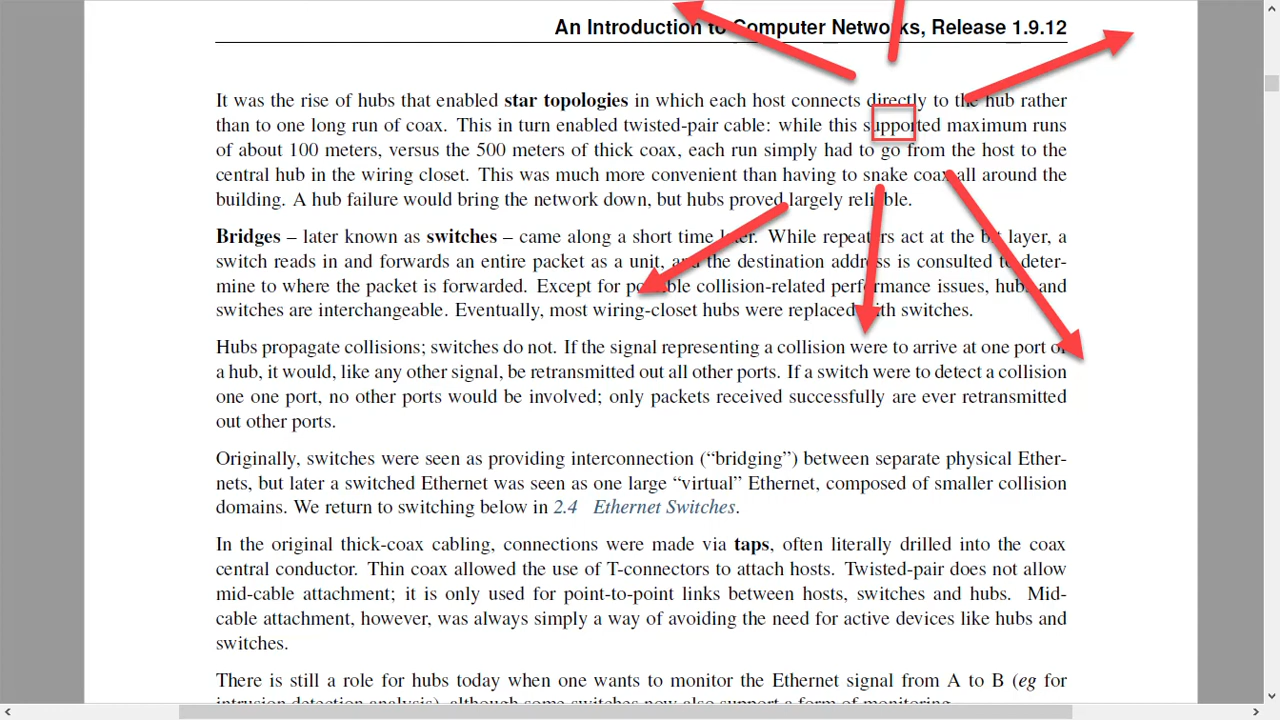 An Introduction to Computer Networks, Release 1.9.12
It was the rise of hubs that enabled star topologies in which each host connects directly to the hub rather
than to one long run of coax. This in turn enabled twisted-pair cable: while this supported maximum runs
of about 100 meters, versus the 500 meters of thick coax, each run simply had to go from the host to the
central hub in the wiring closet. This was much more convenient than having to snake coax all around the
building. A hub failure would bring the network down, but hubs proved largely reliable.
Bridges – later known as switches – came along a short time later. While repeaters act at the bit layer, a
switch reads in and forwards an entire packet as a unit, and the destination address is consulted to deter-
mine to where the packet is forwarded. Except for possible collision-related performance issues, hubs and
switches are interchangeable. Eventually, most wiring-closet hubs were replaced with switches.
Hubs propagate collisions; switches do not. If the signal representing a collision were to arrive at one port of
a hub, it would, like any other signal, be retransmitted out all other ports. If a switch were to detect a collision
one one port, no other ports would be involved; only packets received successfully are ever retransmitted
out other ports.
Originally, switches were seen as providing interconnection (“bridging”) between separate physical Ether-
nets, but later a switched Ethernet was seen as one large “virtual” Ethernet, composed of smaller collision
domains. We return to switching below in 2.4 Ethernet Switches.
In the original thick-coax cabling, connections were made via taps, often literally drilled into the coax
central conductor. Thin coax allowed the use of T-connectors to attach hosts. Twisted-pair does not allow
mid-cable attachment; it is only used for point-to-point links between hosts, switches and hubs. Mid-
cable attachment, however, was always simply a way of avoiding the need for active devices like hubs and
switches.
There is still a role for hubs today when one wants to monitor the Ethernet signal from A to B (eg for
intrusion detection analysis), although some switches now also support a form of monitoring.